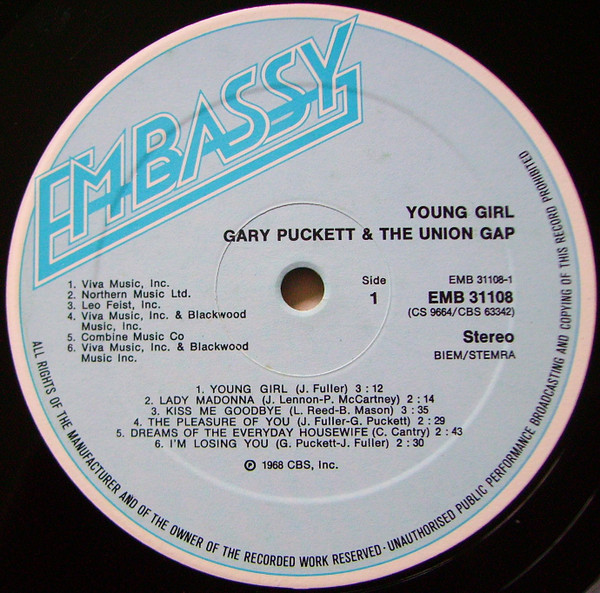 EMBASSY
YOUNG GIRL
GARY PUCKETT & THE UNION GAP
1. Viva Music, Inc.
2. Northern Music Ltd.
3. Leo Feist, Inc.
4. Viva Music, Inc. & Blackwood
Music, Inc.
5. Combine Music Co
6. Viva Music, Inc. & Blackwood
Music Inc.
Side
1
EMB 31108-1
EMB 31108
(CS 9664/CBS 63342)
Stereo
BIEM/STEMRA
1. YOUNG GIRL (J. Fuller) 3 : 12
2. LADY MADONNA (J. Lennon-P. McCartney) 2 : 14
3. KISS ME GOODBYE (L. Reed-B. Mason) 3 : 35
4. THE PLEASURE OF YOU (J. Fuller-G. Puckett) 2 : 29
5. DREAMS OF THE EVERYDAY HOUSEWIFE (C. Cantry) 2 : 43
6. I'M LOSING YOU (G. Puckett-J. Fuller) 2 : 30
℗ 1968 CBS, Inc.
ALL RIGHTS OF THE MANUFACTURER AND OF THE OWNER OF THE RECORDED WORK RESERVED · UNAUTHORISED PUBLIC PERFORMANCE BROADCASTING AND COPYING OF THIS RECORD PROHIBITED